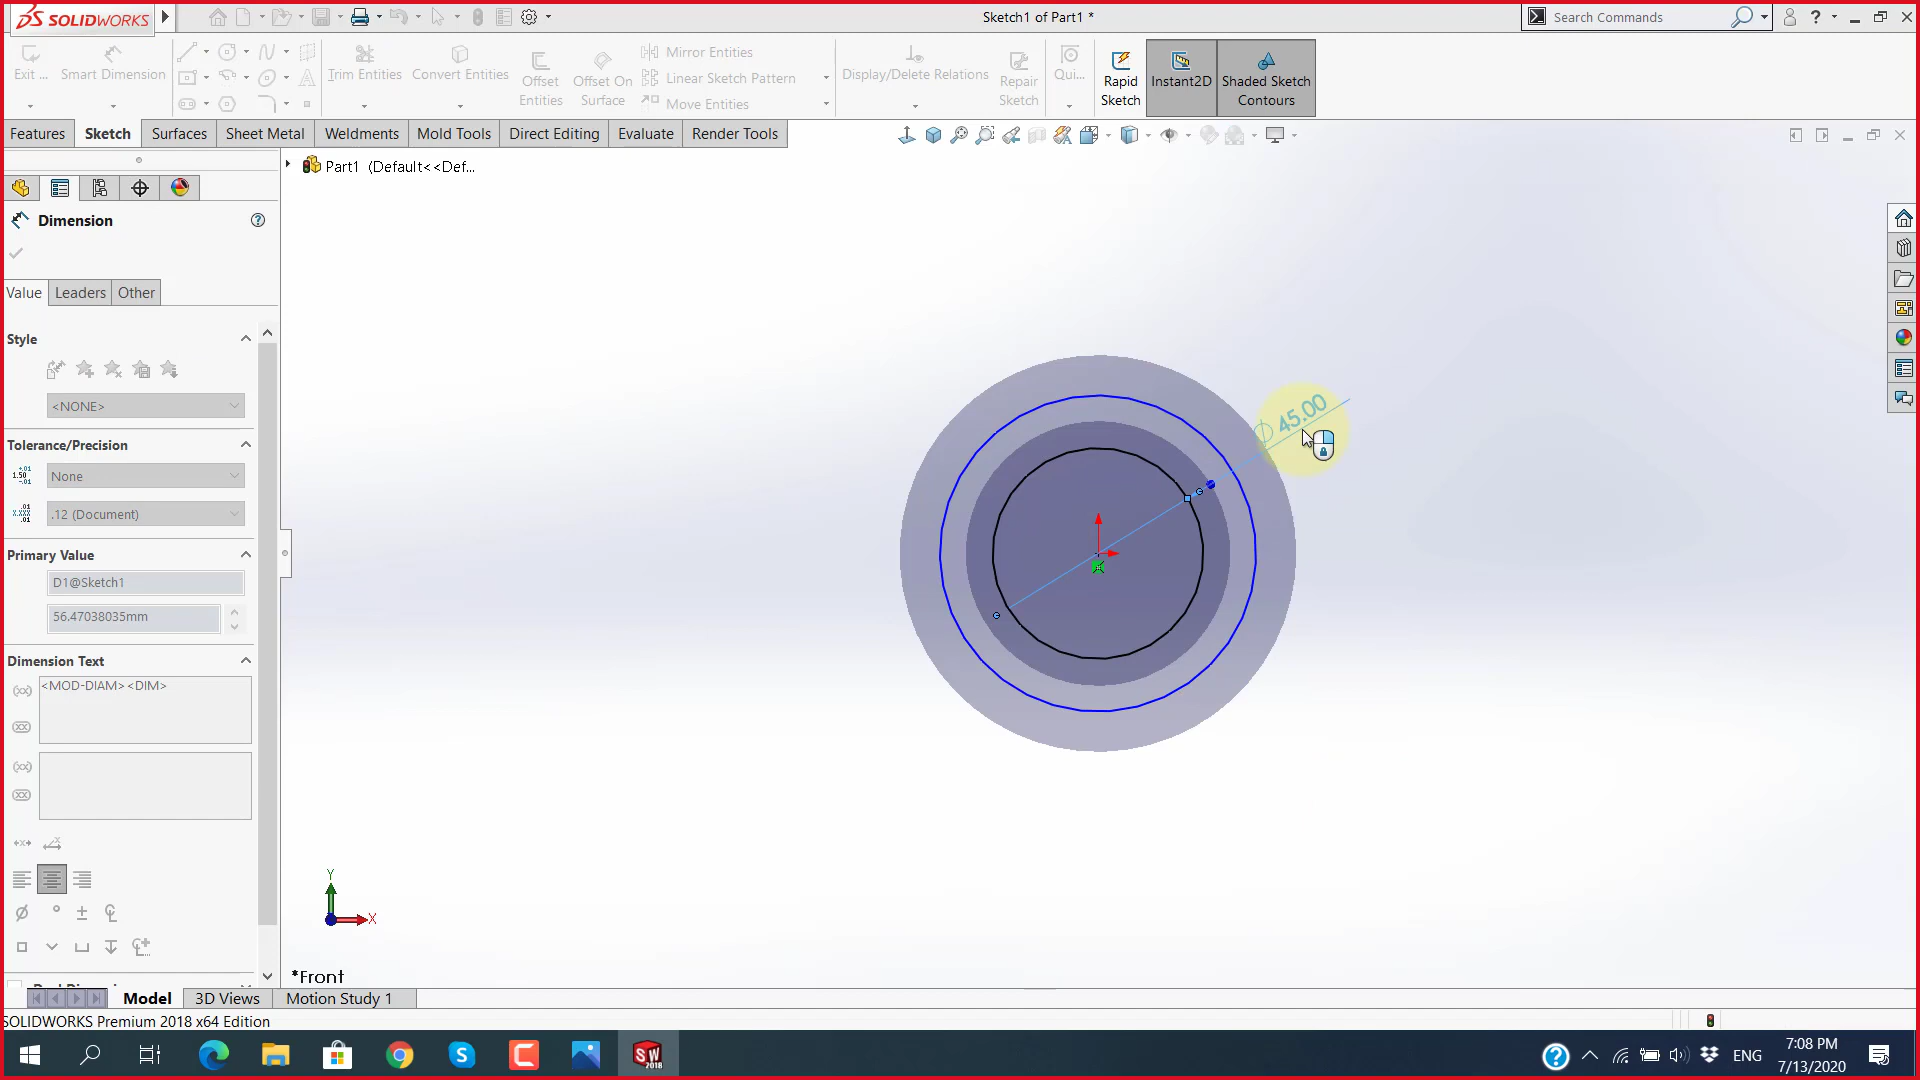 SOLIDWORKS
Sketch1 of Part1 *
Search Commands
Exit ...
Smart Dimension
Trim Entities
Convert Entities
Offset Entities
Offset On Surface
Mirror Entities
Linear Sketch Pattern
Move Entities
Display/Delete Relations
Repair Sketch
Qui...
Rapid Sketch
Instant2D
Shaded Sketch Contours
Features
Sketch
Surfaces
Sheet Metal
Weldments
Mold Tools
Direct Editing
Evaluate
Render Tools
Part1 (Default<<Def...
Dimension
Value
Leaders
Other
Style
<NONE>
Tolerance/Precision
None
.12 (Document)
Primary Value
D1@Sketch1
56.47038035mm
Dimension Text
<MOD-DIAM><DIM>
∅ 45.00
Y
X
*Front
Model
3D Views
Motion Study 1
SOLIDWORKS Premium 2018 x64 Edition
ENG
7:08 PM
7/13/2020